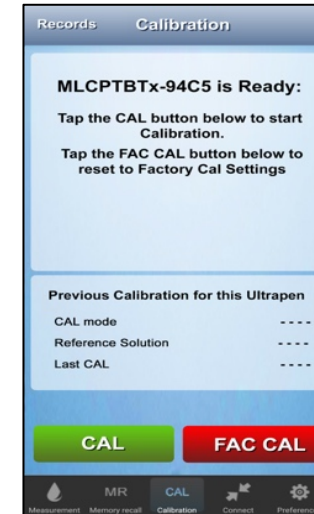 Records Calibration
MLCPTBTx-94C5 is Ready:
Tap the CAL button below to start
Calibration.
Tap the FAC CAL button below to
reset to Factory Cal Settings
Previous Calibration for this Ultrapen
CAL mode ----
Reference Solution ----
Last CAL ----
CAL FAC CAL
MR CAL
Measurement Memory recall Calibration Connect Preferenc